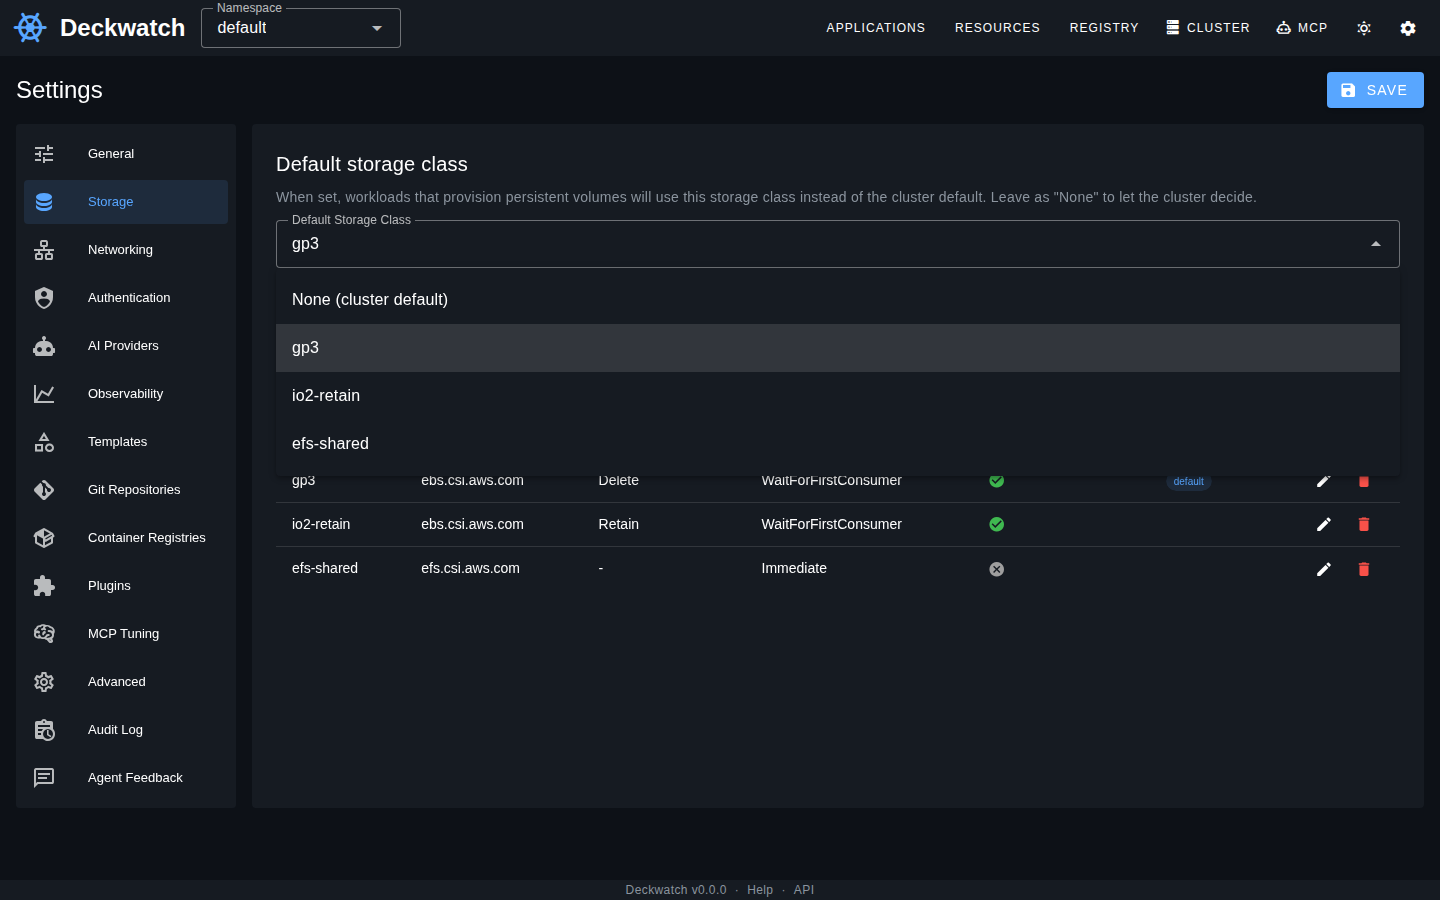 Deckwatch
Namespace
default
APPLICATIONS
RESOURCES
REGISTRY
CLUSTER
MCP
Settings
SAVE
General
Storage
Networking
Authentication
AI Providers
Observability
Templates
Git Repositories
Container Registries
Plugins
MCP Tuning
Advanced
Audit Log
Agent Feedback
Default storage class
When set, workloads that provision persistent volumes will use this storage class instead of the cluster default. Leave as "None" to let the cluster decide.
Default Storage Class
gp3
None (cluster default)
gp3
io2-retain
efs-shared
gp3 ebs.csi.aws.com Delete WaitForFirstConsumer default
io2-retain ebs.csi.aws.com Retain WaitForFirstConsumer
efs-shared efs.csi.aws.com - Immediate
Deckwatch v0.0.0 · Help · API